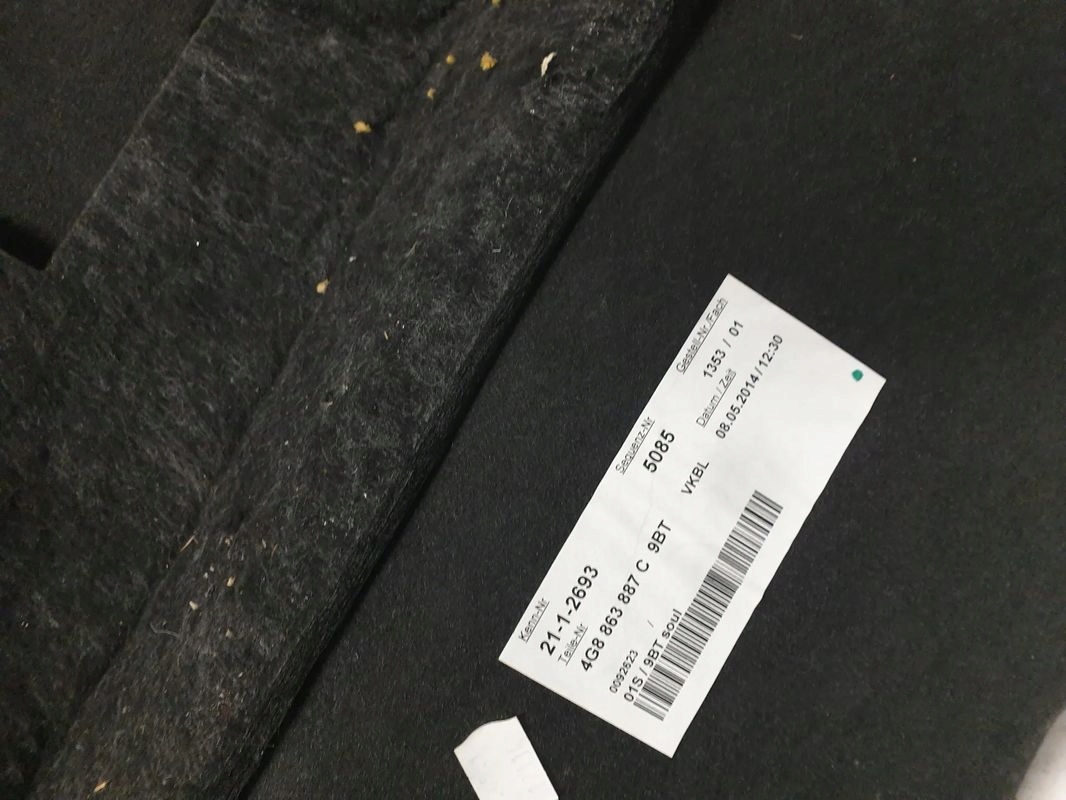 Kenn-Nr Sequenz-Nr Gestell-Nr./Fach
21-1-2693 5085 1353 / 01
Teile-Nr Datum / Zeit
4G8 863 887 C 9BT VKBL 08.05.2014 / 12:30
0092623 /
01S / 9BT soul